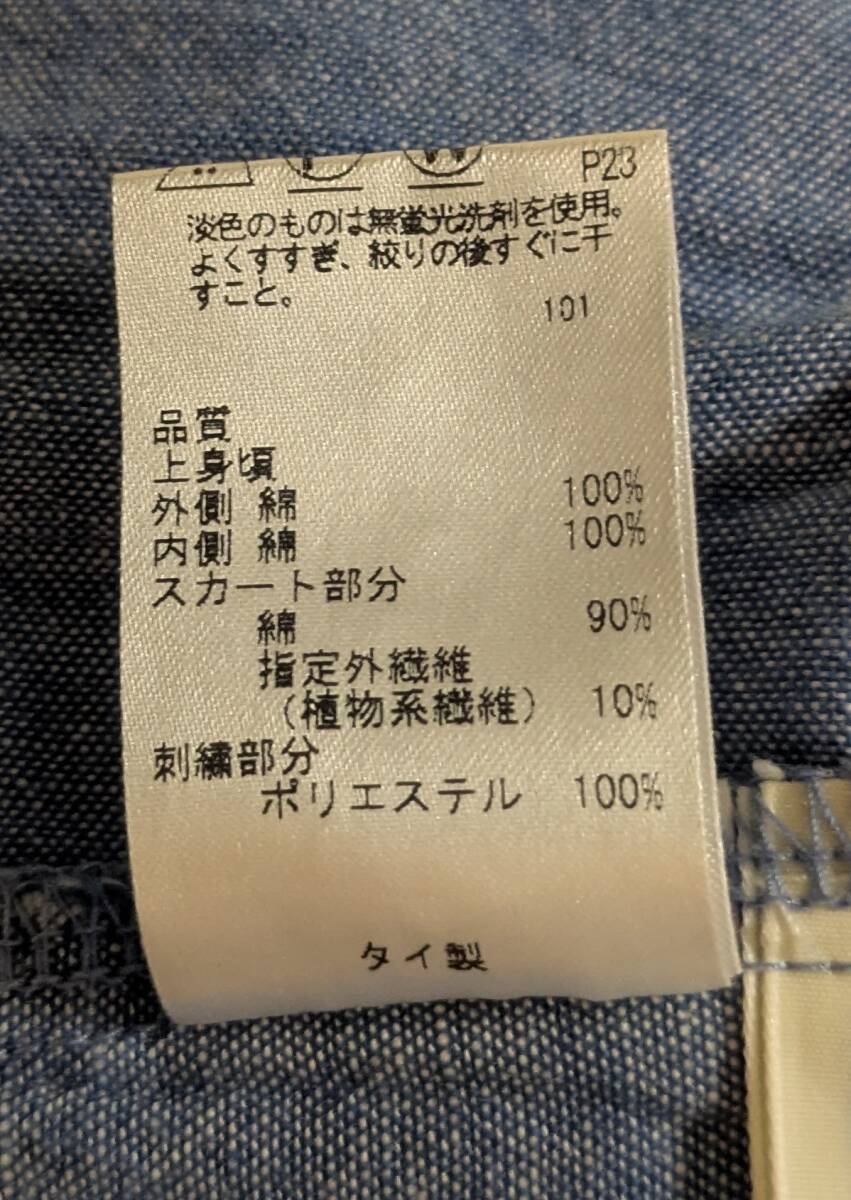 P23
淡色のものは無蛍光洗剤を使用。
よくすすぎ、絞りの後すぐに干
すこと。
101
品質
上身頃
外側 綿 100%
内側 綿 100%
スカート部分
綿 90%
指定外繊維
(植物系繊維) 10%
刺繍部分
ポリエステル 100%
タイ製